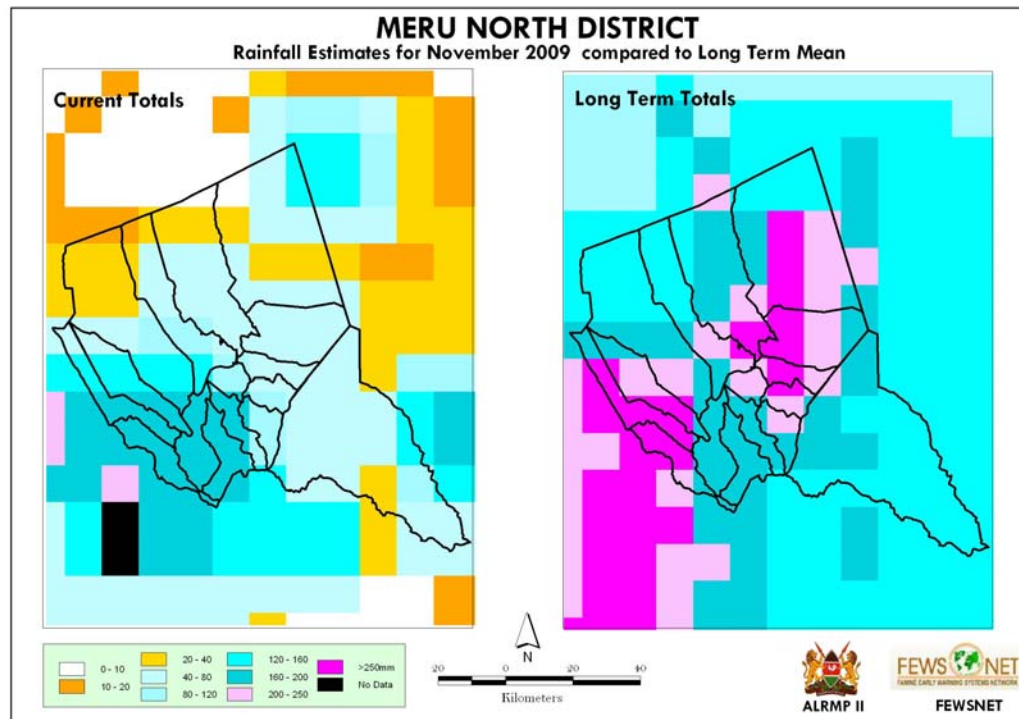 MERU NORTH DISTRICT
Rainfall Estimates for November 2009 compared to Long Term Mean
Current Totals
Long Term Totals
0 - 10
10 - 20
20 - 40
40 - 80
80 - 120
120 - 160
160 - 200
200 - 250
>250mm
No Data
N
20 0 20 40
Kilometers
ALRMP II
FEWS NET
FAMINE EARLY WARNING SYSTEMS NETWORK
FEWSNET